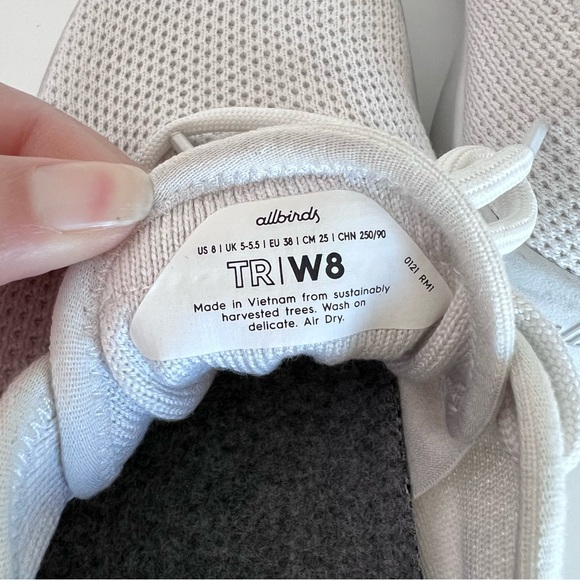 allbirds
US 8 | UK 5-5.5 | EU 38 | CM 25 | CHN 250/90
TR|W8
Made in Vietnam from sustainably
harvested trees. Wash on
delicate. Air Dry.
0121 RM1